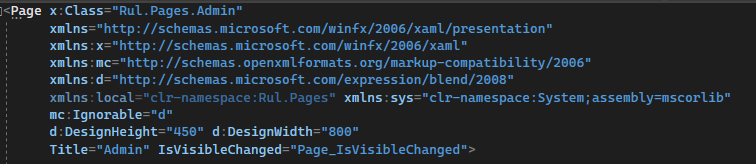 <Page x:Class="Rul.Pages.Admin"
xmlns="http://schemas.microsoft.com/winfx/2006/xaml/presentation"
xmlns:x="http://schemas.microsoft.com/winfx/2006/xaml"
xmlns:mc="http://schemas.openxmlformats.org/markup-compatibility/2006"
xmlns:d="http://schemas.microsoft.com/expression/blend/2008"
xmlns:local="clr-namespace:Rul.Pages" xmlns:sys="clr-namespace:System;assembly=mscorlib"
mc:Ignorable="d"
d:DesignHeight="450" d:DesignWidth="800"
Title="Admin" IsVisibleChanged="Page_IsVisibleChanged">